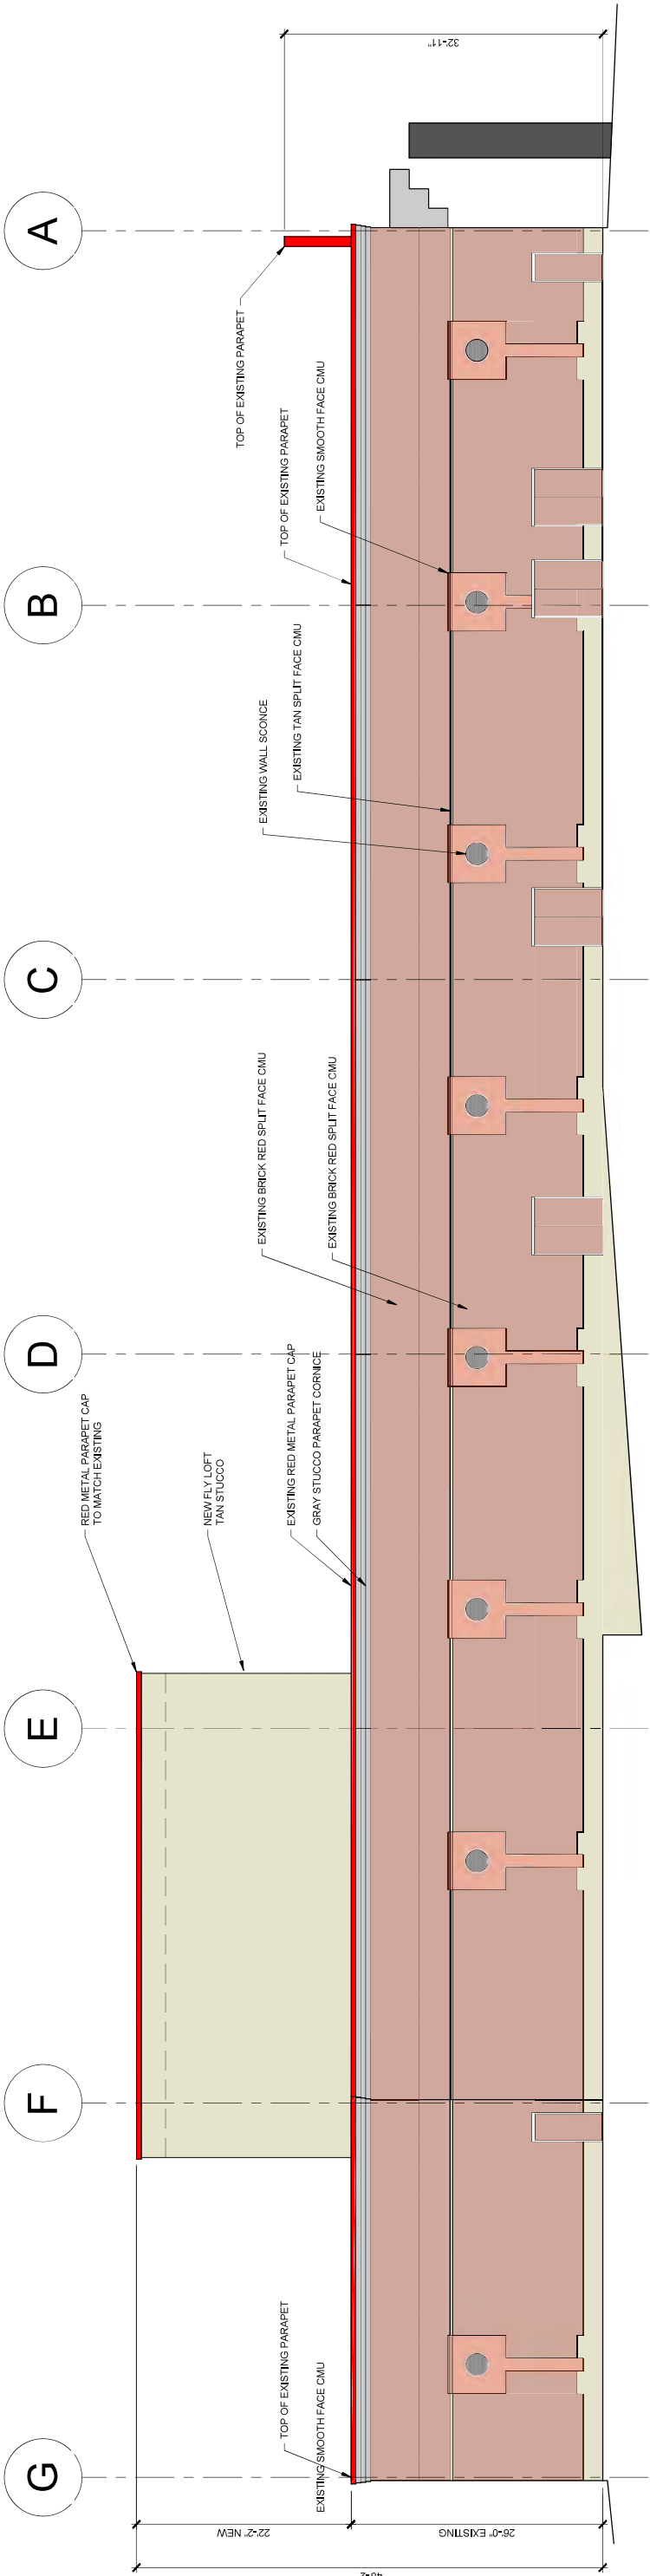 G
F
E
D
C
B
A
RED METAL PARAPET CAP
TO MATCH EXISTING
NEW FLY LOFT
TAN STUCCO
EXISTING RED METAL PARAPET CAP
GRAY STUCCO PARAPET CORNICE
EXISTING BRICK RED SPLIT FACE CMU
EXISTING BRICK RED SPLIT FACE CMU
EXISTING WALL SCONCE
EXISTING TAN SPLIT FACE CMU
TOP OF EXISTING PARAPET
TOP OF EXISTING PARAPET
EXISTING SMOOTH FACE CMU
TOP OF EXISTING PARAPET
EXISTING SMOOTH FACE CMU
22'-2" NEW
26'-0" EXISTING
32'-11"